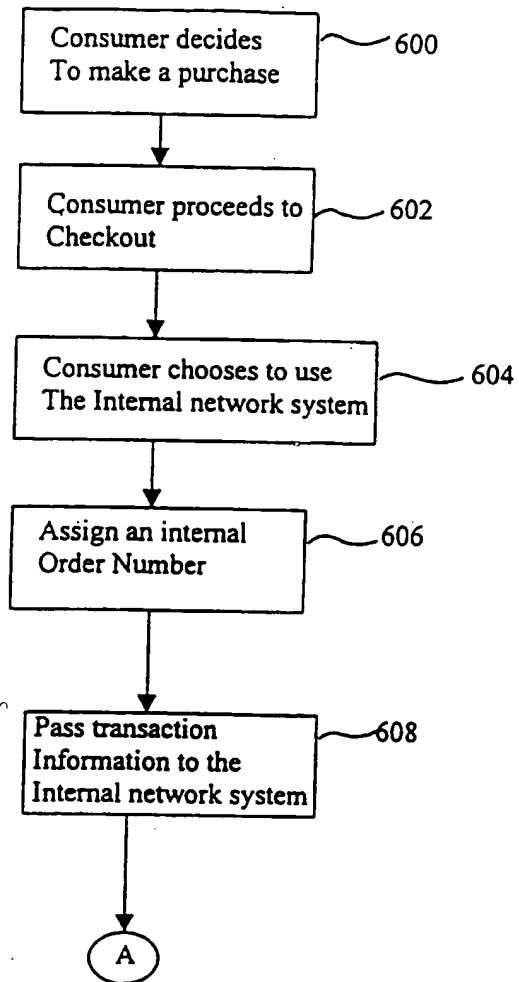 Consumer decides
To make a purchase
600
Consumer proceeds to
Checkout
602
Consumer chooses to use
The Internal network system
604
Assign an internal
Order Number
606
Pass transaction
Information to the
Internal network system
608
A